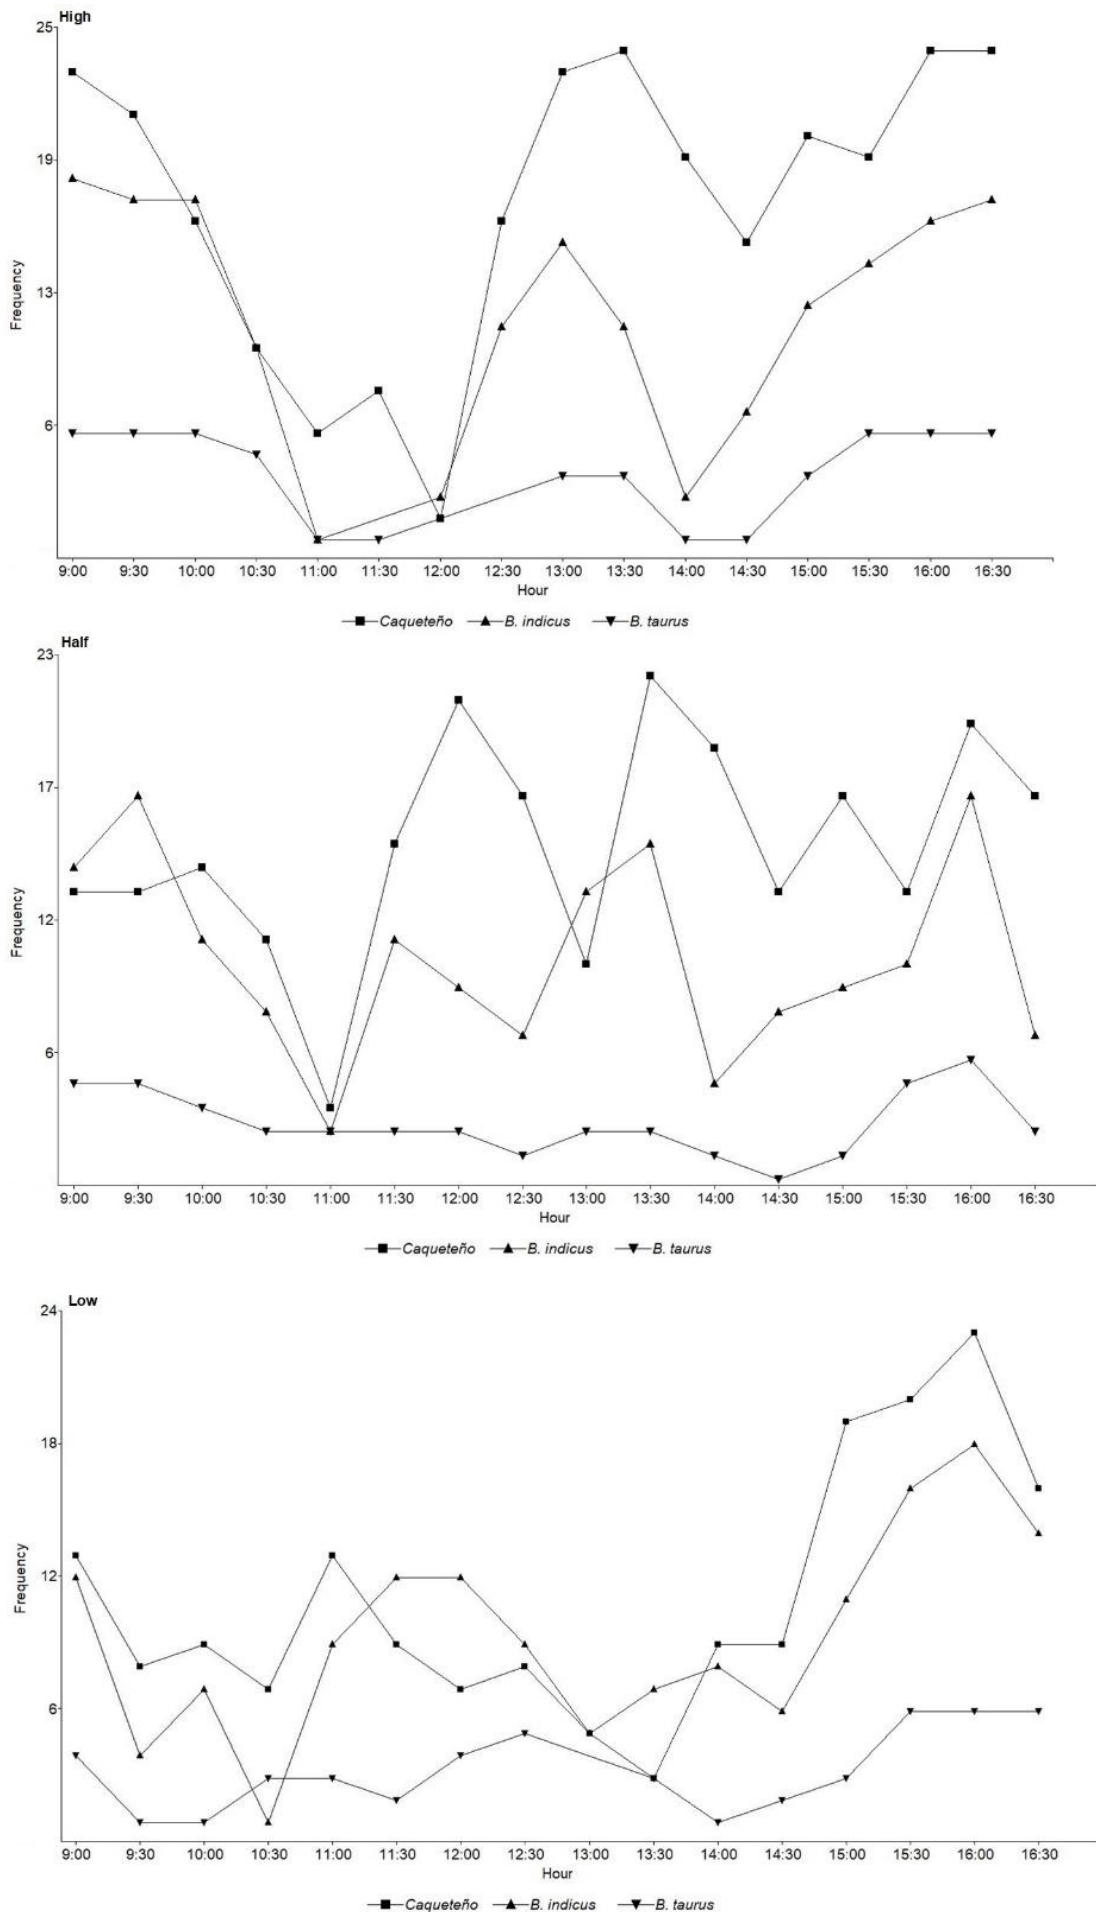 High
25
19
13
6
Frequency
9:00 9:30 10:00 10:30 11:00 11:30 12:00 12:30 13:00 13:30 14:00 14:30 15:00 15:30 16:00 16:30
Hour
Caqueteño B. indicus B. taurus
Half
23
17
12
6
Frequency
9:00 9:30 10:00 10:30 11:00 11:30 12:00 12:30 13:00 13:30 14:00 14:30 15:00 15:30 16:00 16:30
Hour
Caqueteño B. indicus B. taurus
Low
24
18
12
6
Frequency
9:00 9:30 10:00 10:30 11:00 11:30 12:00 12:30 13:00 13:30 14:00 14:30 15:00 15:30 16:00 16:30
Hour
Caqueteño B. indicus B. taurus